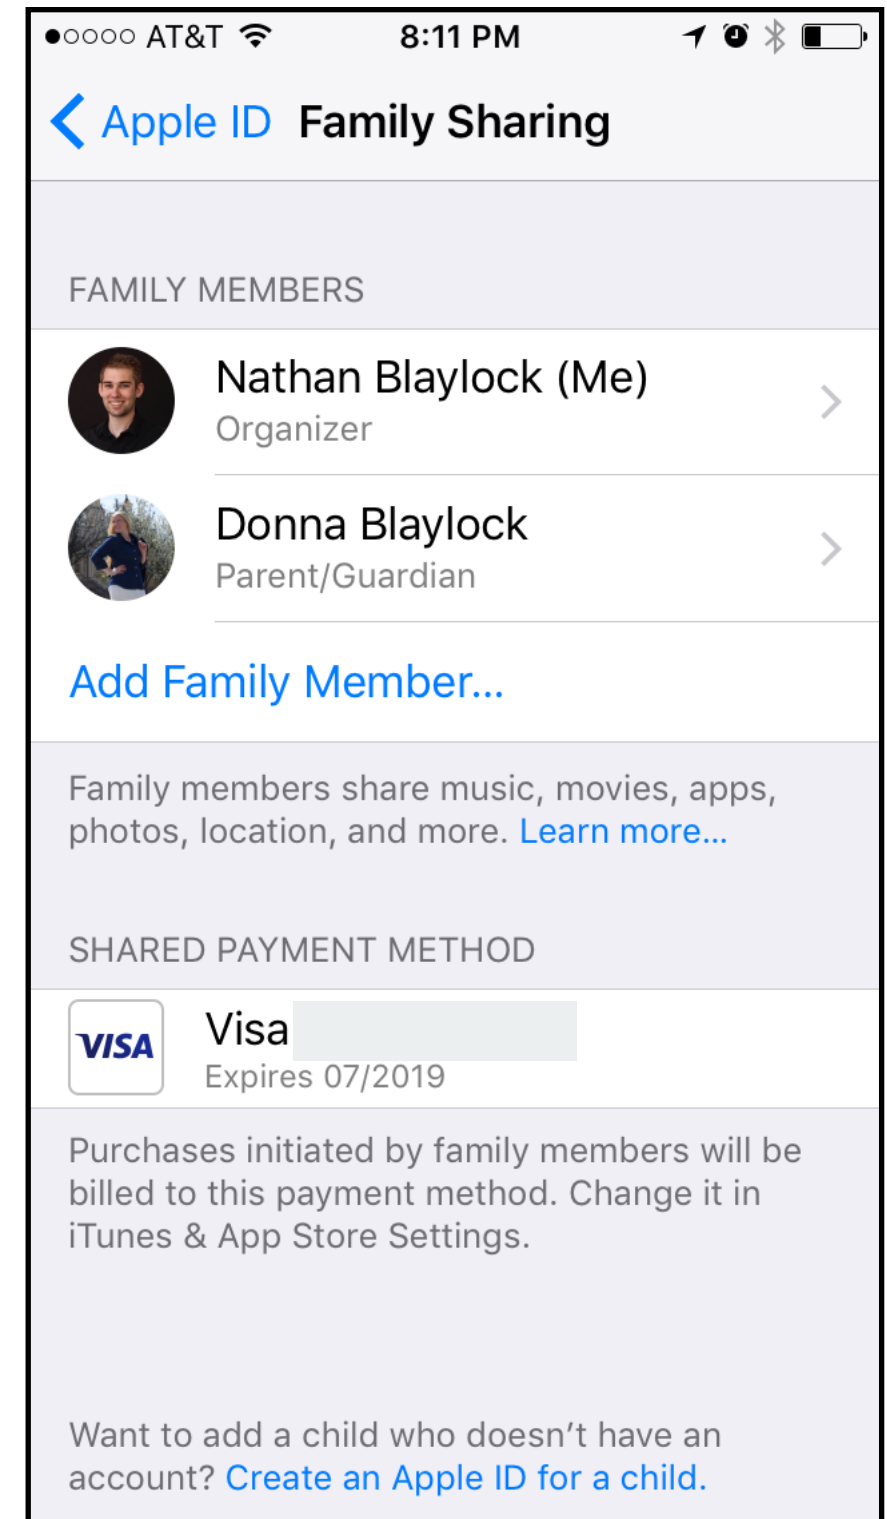 AT&T 8:11 PM
Apple ID Family Sharing
FAMILY MEMBERS
Nathan Blaylock (Me)
Organizer
Donna Blaylock
Parent/Guardian
Add Family Member...
Family members share music, movies, apps,
photos, location, and more. Learn more...
SHARED PAYMENT METHOD
VISA Visa
Expires 07/2019
Purchases initiated by family members will be
billed to this payment method. Change it in
iTunes & App Store Settings.
Want to add a child who doesn’t have an
account? Create an Apple ID for a child.